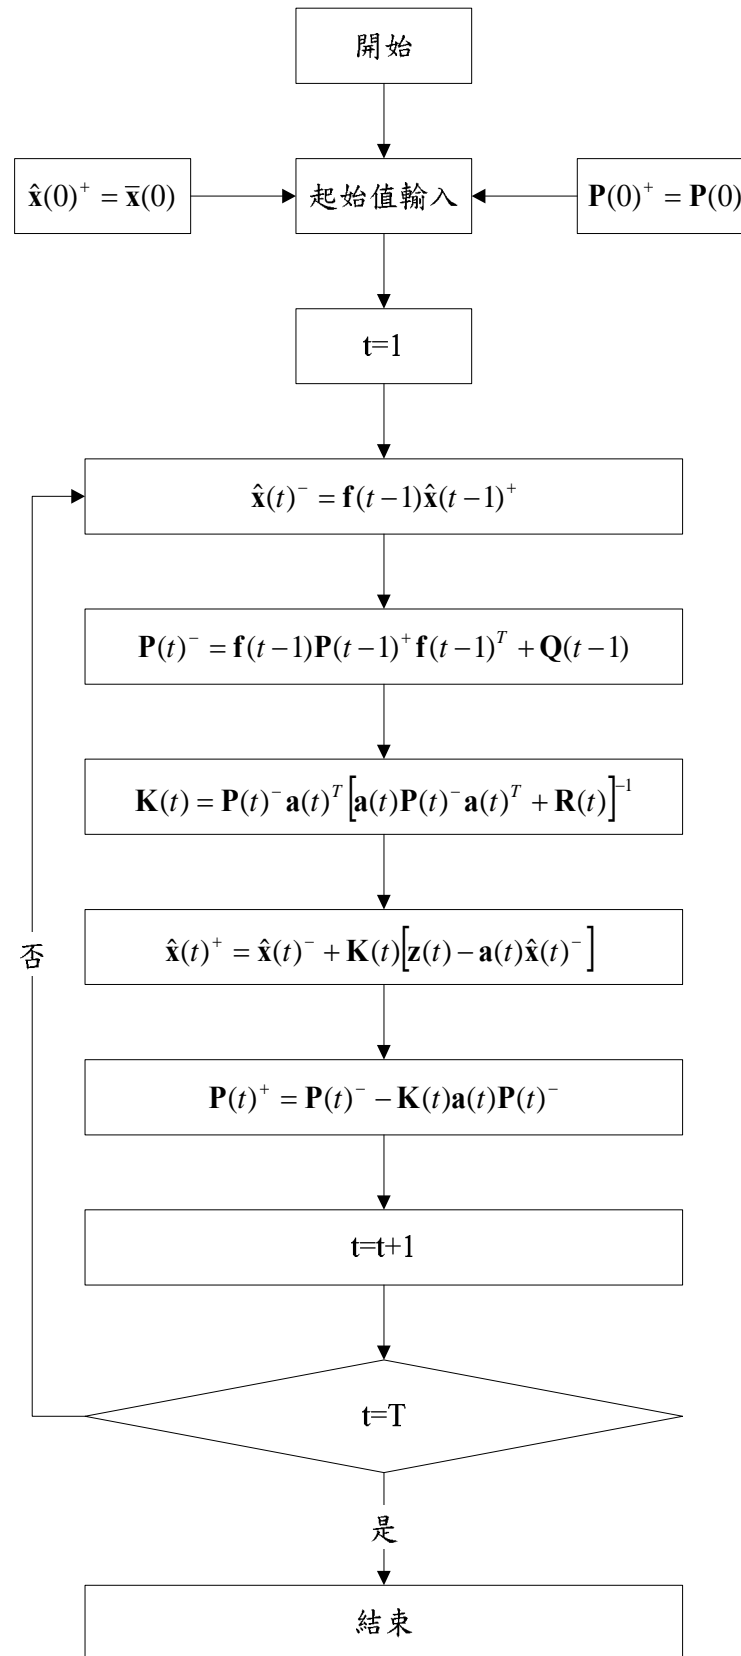 開始
x̂(0)⁺ = x̄(0)
起始值輸入
P(0)⁺ = P(0)
t=1
x̂(t)⁻ = f(t−1)x̂(t−1)⁺
P(t)⁻ = f(t−1)P(t−1)⁺f(t−1)ᵀ + Q(t−1)
K(t) = P(t)⁻a(t)ᵀ[a(t)P(t)⁻a(t)ᵀ + R(t)]⁻¹
x̂(t)⁺ = x̂(t)⁻ + K(t)[z(t) − a(t)x̂(t)⁻]
否
P(t)⁺ = P(t)⁻ − K(t)a(t)P(t)⁻
t=t+1
t=T
是
結束